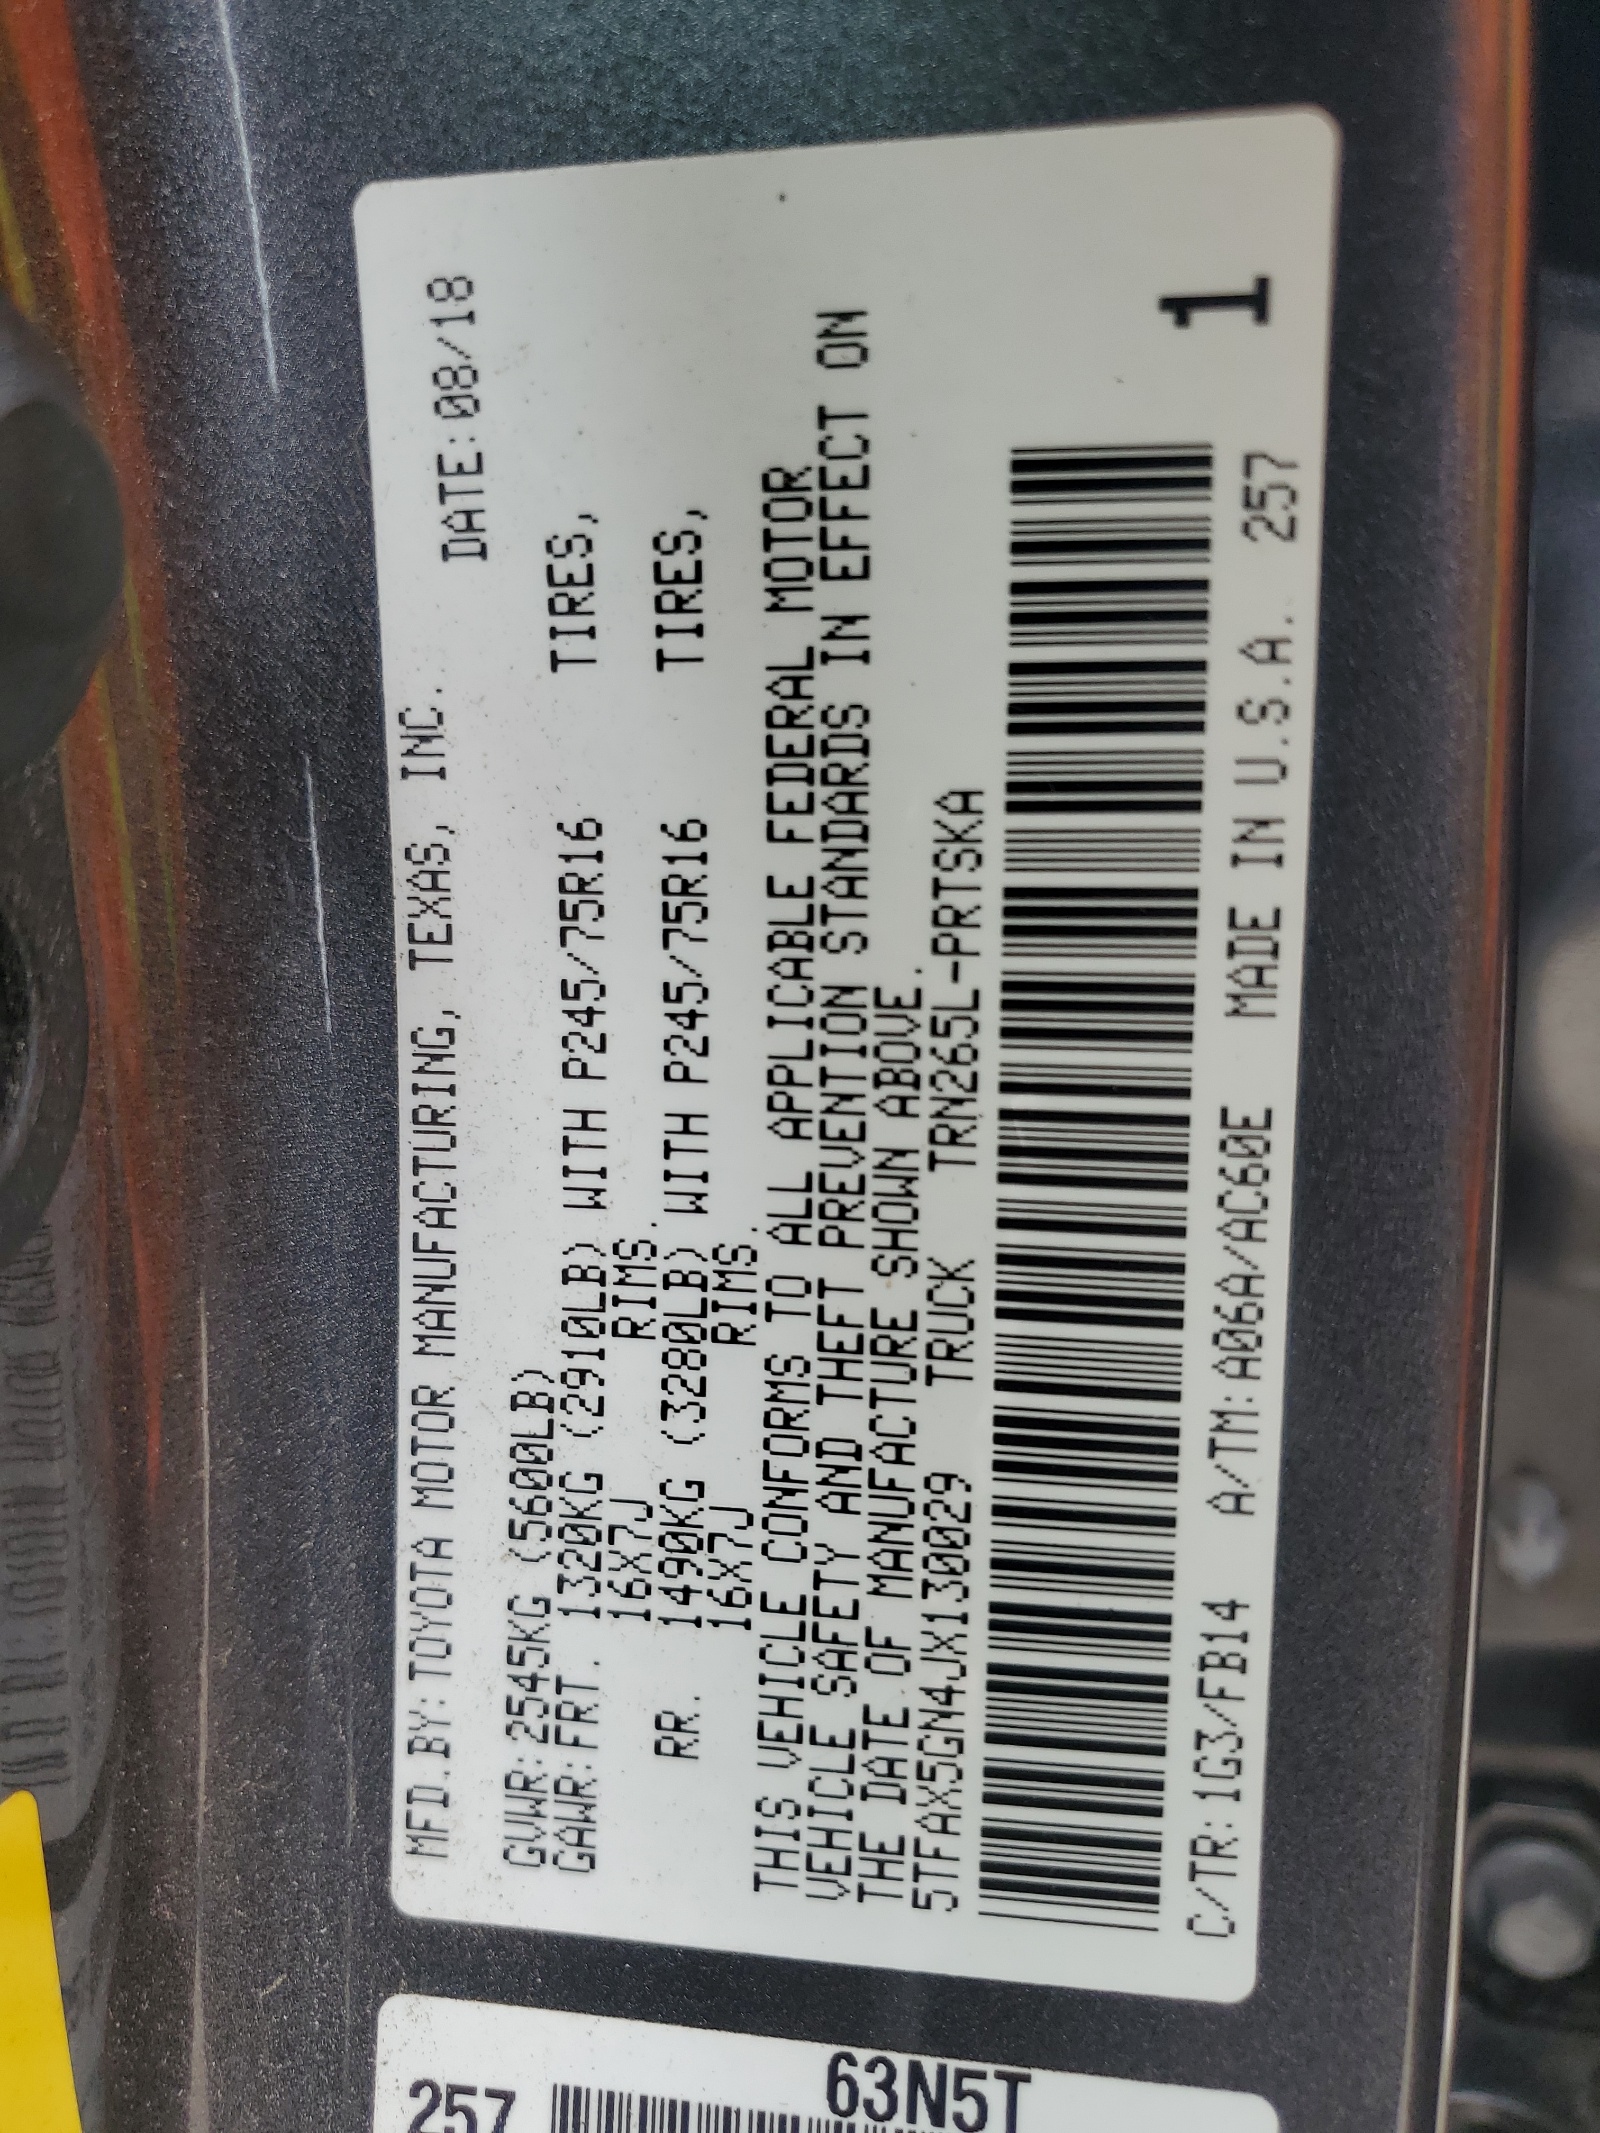 MFD.BY:TOYOTA MOTOR MANUFACTURING, TEXAS, INC.
DATE:08/18
GVWR:2545KG (5600LB)
GAWR:FRT. 1320KG (2910LB) WITH P245/75R16 TIRES,
16X7J RIMS.
RR. 1490KG (3280LB) WITH P245/75R16 TIRES,
16X7J RIMS.
THIS VEHICLE CONFORMS TO ALL APPLICABLE FEDERAL MOTOR
VEHICLE SAFETY AND THEFT PREVENTION STANDARDS IN EFFECT ON
THE DATE OF MANUFACTURE SHOWN ABOVE.
5TFAX5GN4JX130029 TRUCK TRN265L-PRTSKA
C/TR:1G3/FB14 A/TM:A06A/AC60E MADE IN U.S.A. 257
1
257
63N5T